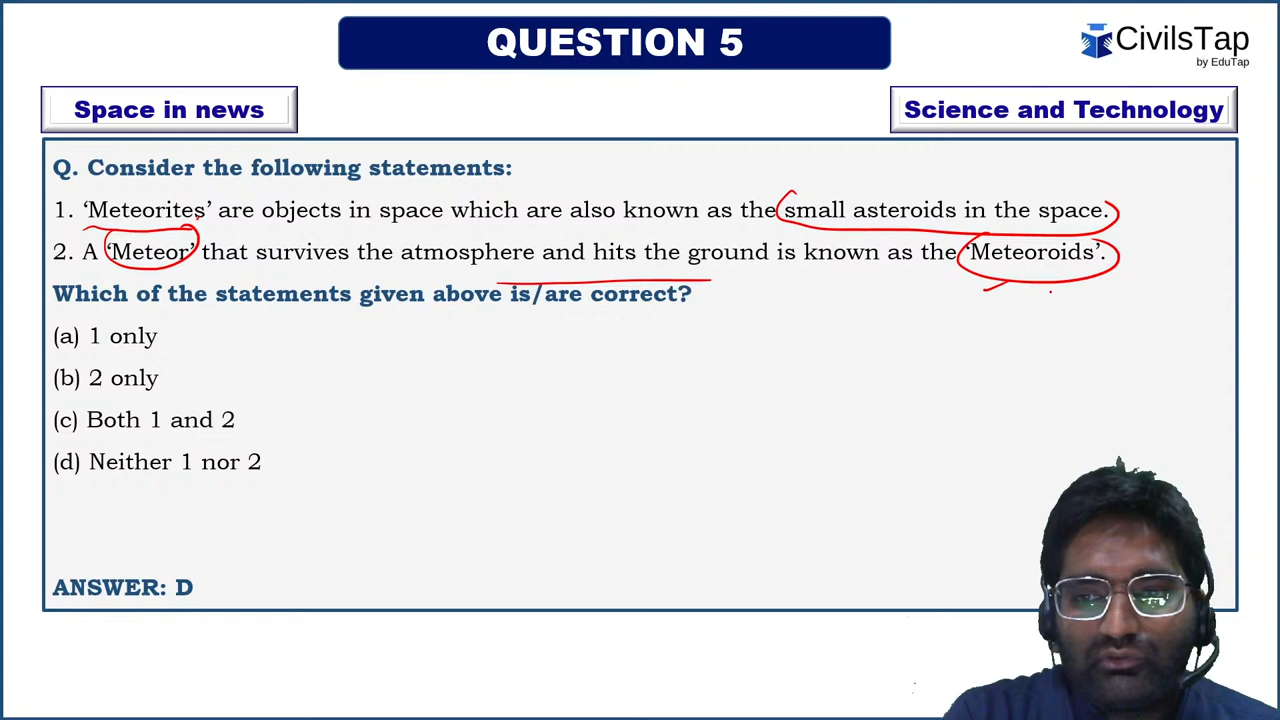 QUESTION 5
CivilsTap
by EduTap
Space in news
Science and Technology
Q. Consider the following statements:
1. ‘Meteorites’ are objects in space which are also known as the small asteroids in the space.
2. A ‘Meteor’ that survives the atmosphere and hits the ground is known as the ‘Meteoroids’.
Which of the statements given above is/are correct?
(a) 1 only
(b) 2 only
(c) Both 1 and 2
(d) Neither 1 nor 2
ANSWER: D